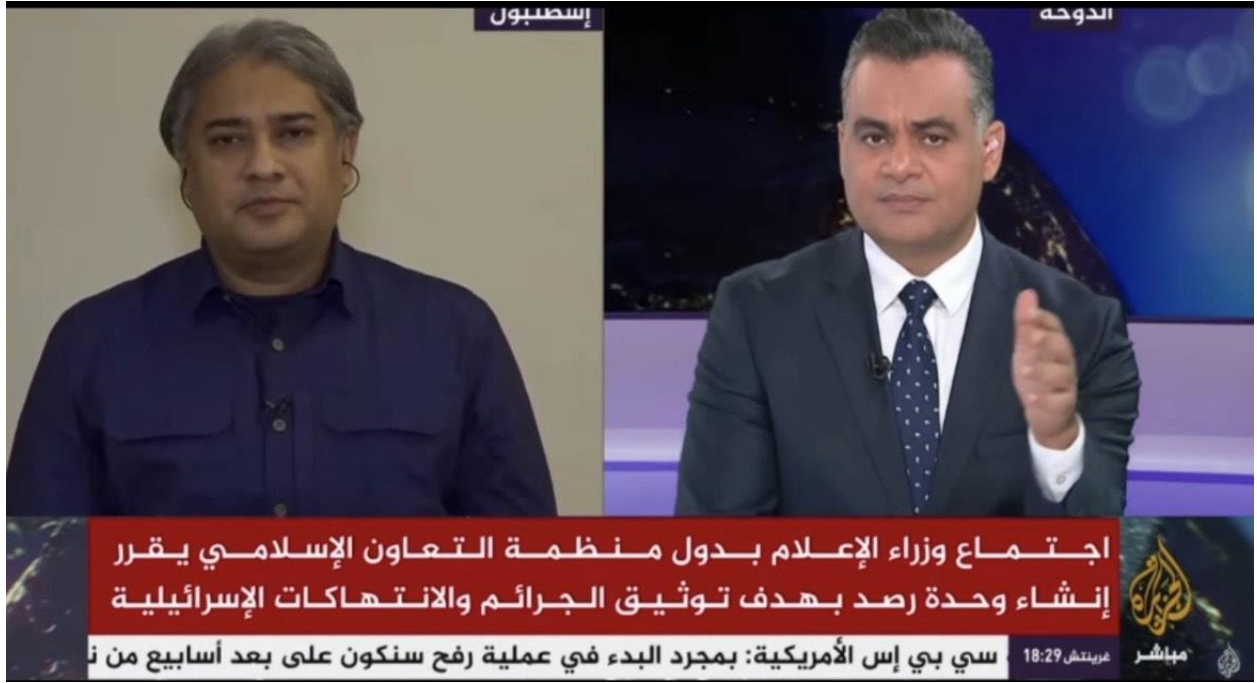 إسطنبول
الدوحة
اجتماع وزراء الإعلام بدول منظمة التعاون الإسلامي يقرر
إنشاء وحدة رصد بهدف توثيق الجرائم والانتهاكات الإسرائيلية
الجزيرة
مباشر
غرينتش 18:29
سي بي إس الأمريكية: بمجرد البدء في عملية رفح سنكون على بعد أسابيع من